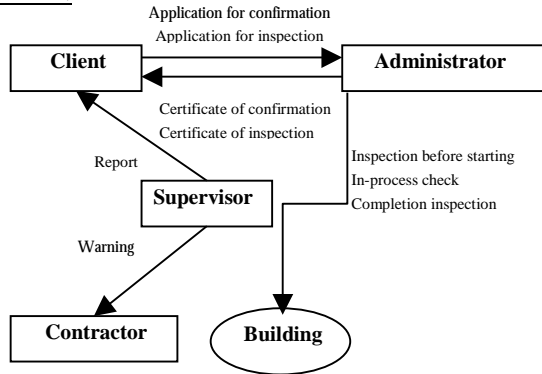 Application for confirmation
Application for inspection
Client
Administrator
Certificate of confirmation
Certificate of inspection
Report
Inspection before starting
In-process check
Completion inspection
Supervisor
Warning
Contractor
Building